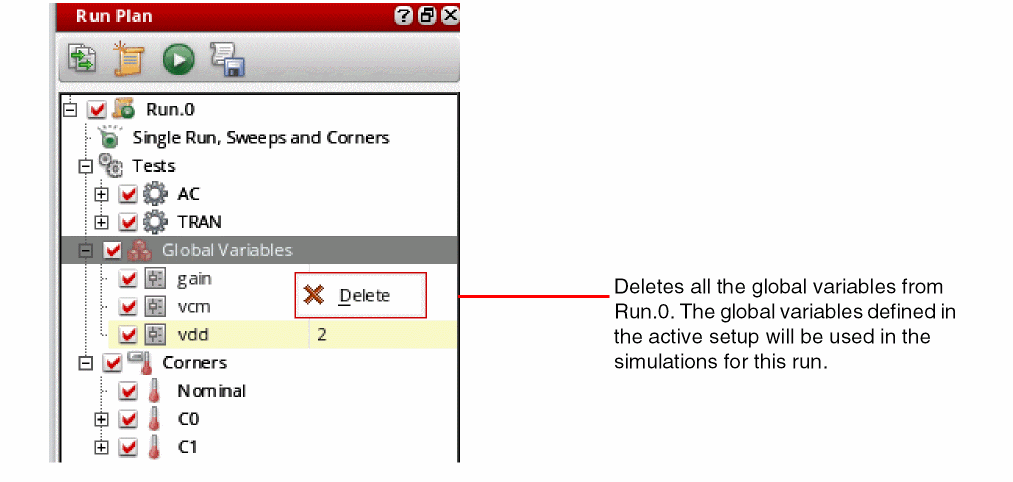 Run Plan
Run.0
Single Run, Sweeps and Corners
Tests
AC
TRAN
Global Variables
gain
vcm
Delete
vdd 2
Corners
Nominal
C0
C1
Deletes all the global variables from
Run.0. The global variables defined in
the active setup will be used in the
simulations for this run.